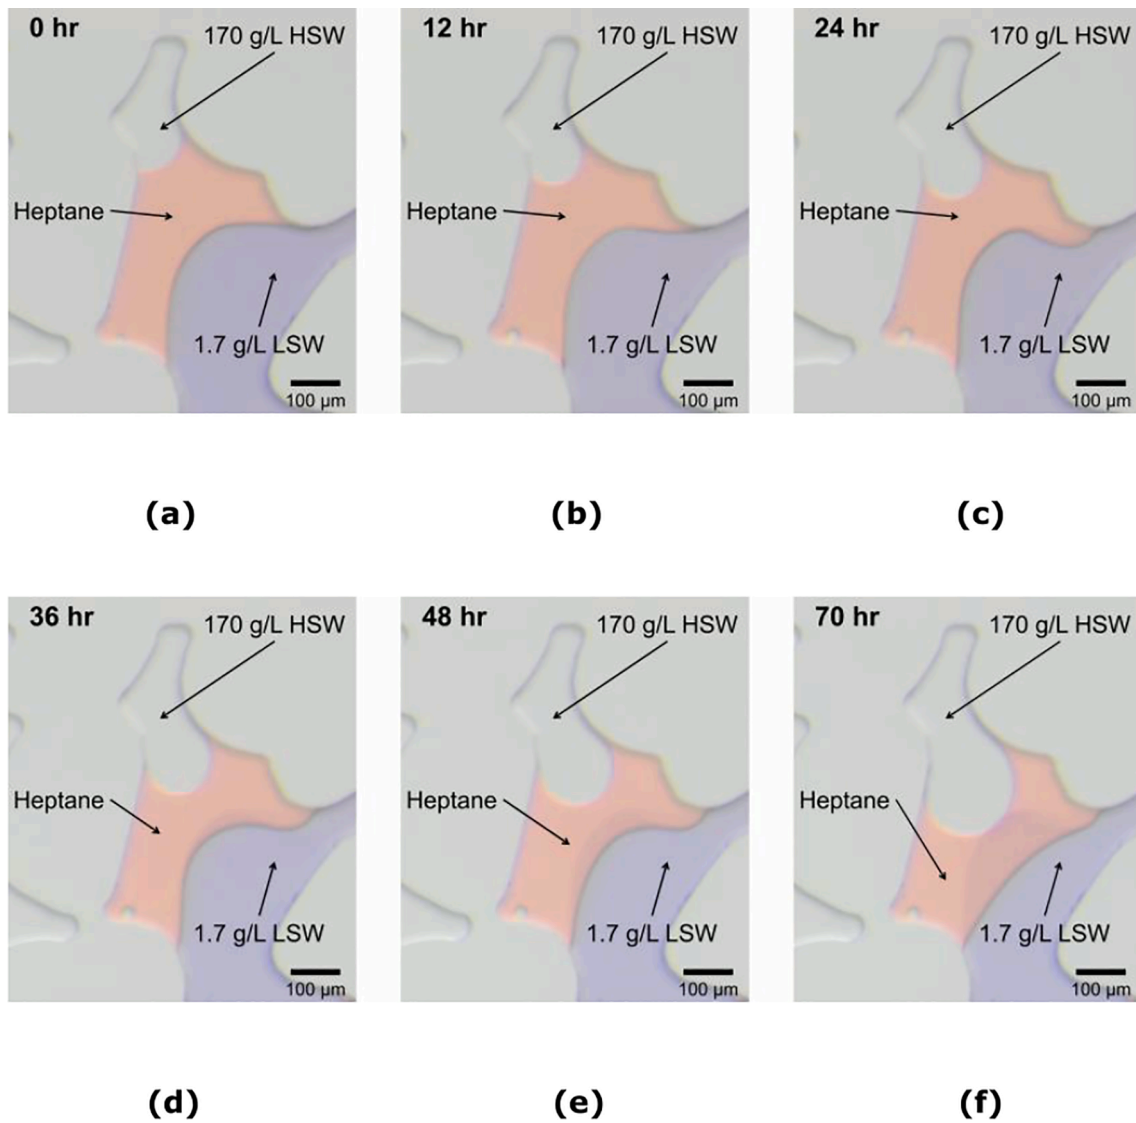 0 hr
170 g/L HSW
Heptane
1.7 g/L LSW
100 µm
12 hr
170 g/L HSW
Heptane
1.7 g/L LSW
100 µm
24 hr
170 g/L HSW
Heptane
1.7 g/L LSW
100 µm
(a)
(b)
(c)
36 hr
170 g/L HSW
Heptane
1.7 g/L LSW
100 µm
48 hr
170 g/L HSW
Heptane
1.7 g/L LSW
100 µm
70 hr
170 g/L HSW
Heptane
1.7 g/L LSW
100 µm
(d)
(e)
(f)